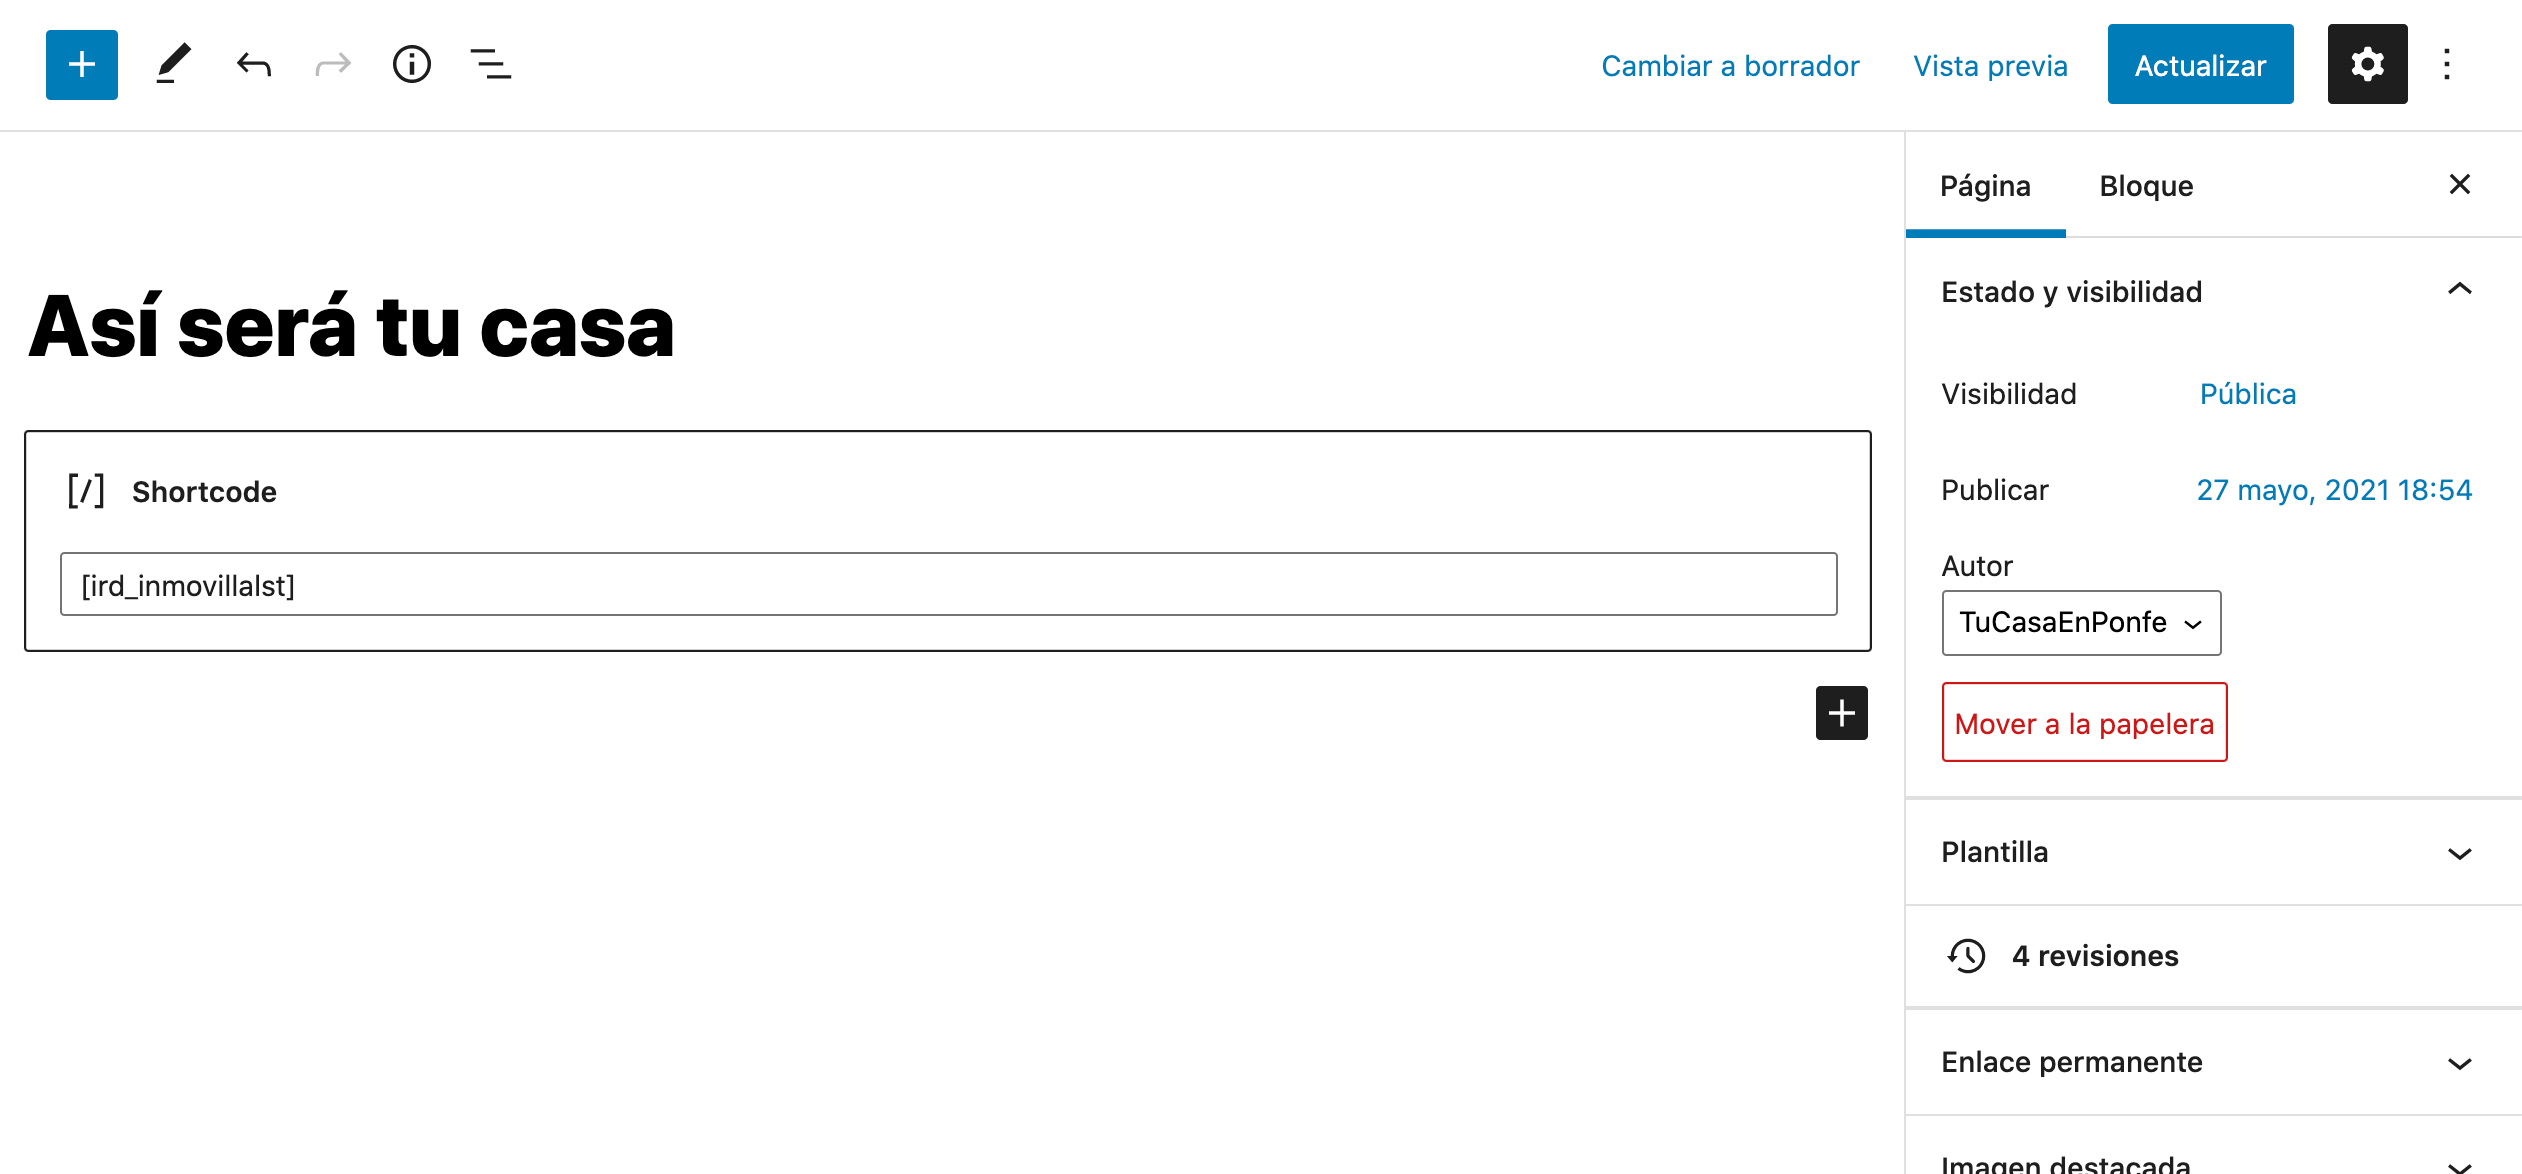 Cambiar a borrador Vista previa Actualizar
Página Bloque
Estado y visibilidad
Así será tu casa
Visibilidad Pública
[/] Shortcode
Publicar 27 mayo, 2021 18:54
[ird_inmovillalst]
Autor
TuCasaEnPonfe
Mover a la papelera
Plantilla
4 revisiones
Enlace permanente
Imagen destacada